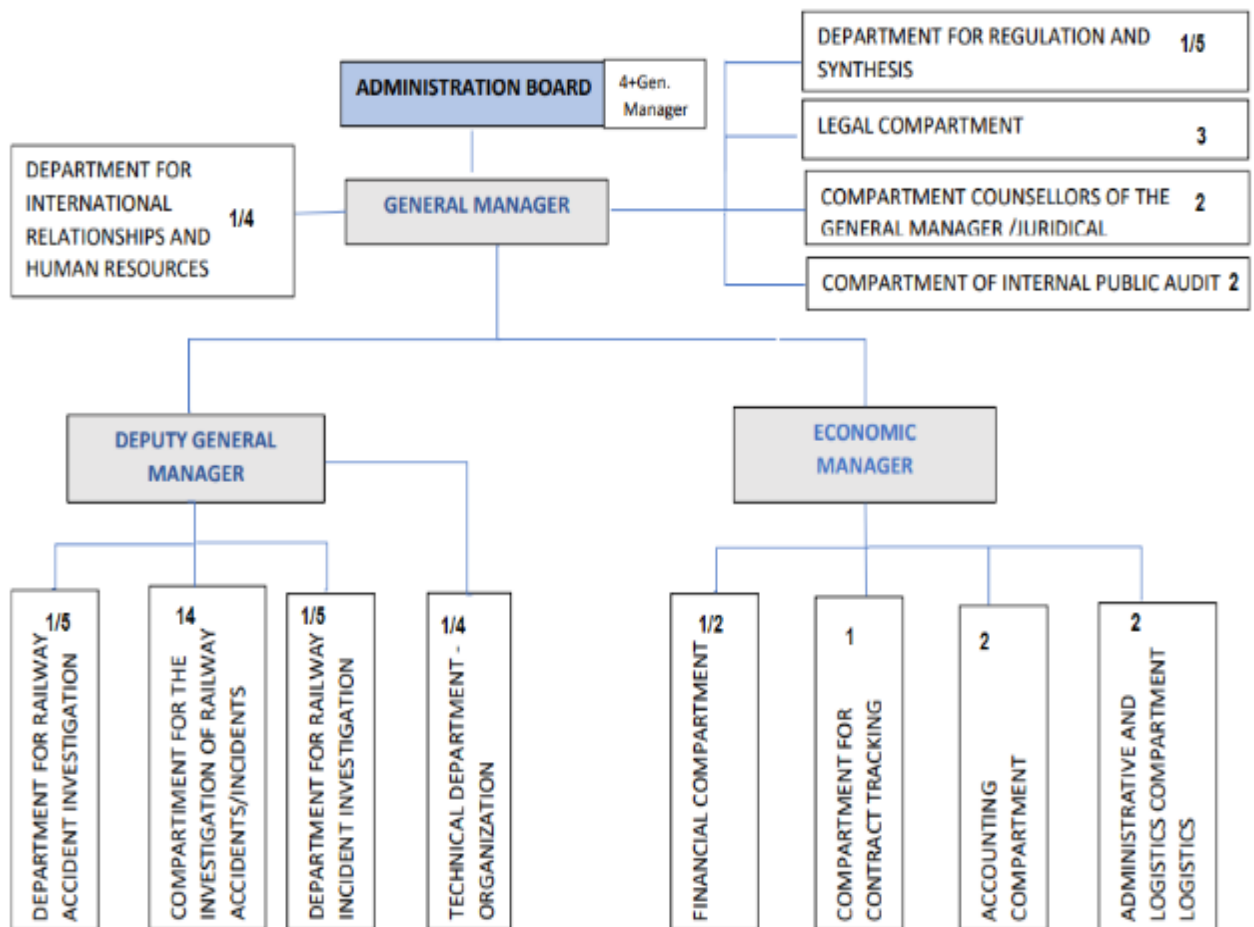 ADMINISTRATION BOARD
4+Gen.
Manager
DEPARTMENT FOR REGULATION AND 1/5
SYNTHESIS
LEGAL COMPARTMENT 3
COMPARTMENT COUNSELLORS OF THE 2
GENERAL MANAGER /JURIDICAL
COMPARTMENT OF INTERNAL PUBLIC AUDIT 2
DEPARTMENT FOR
INTERNATIONAL
RELATIONSHIPS AND 1/4
HUMAN RESOURCES
GENERAL MANAGER
DEPUTY GENERAL
MANAGER
ECONOMIC
MANAGER
1/5
DEPARTMENT FOR RAILWAY
ACCIDENT INVESTIGATION
14
COMPARTIMENT FOR THE
INVESTIGATION OF RAILWAY
ACCIDENTS/INCIDENTS
1/5
DEPARTMENT FOR RAILWAY
INCIDENT INVESTIGATION
1/4
TECHNICAL DEPARTMENT -
ORGANIZATION
1/2
FINANCIAL COMPARTMENT
1
COMPARTMENT FOR
CONTRACT TRACKING
2
ACCOUNTING
COMPARTMENT
2
ADMINISTRATIVE AND
LOGISTICS COMPARTMENT
LOGISTICS